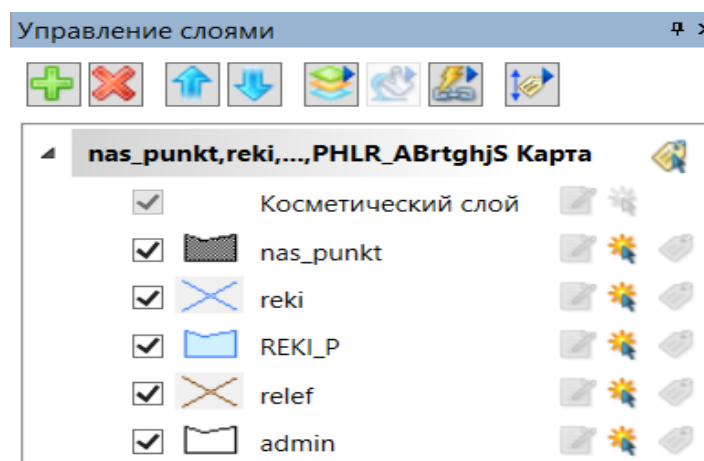 Управление слоями
nas_punkt,reki,...,PHLR_ABrtghjS Карта
Косметический слой
nas_punkt
reki
REKI_P
relef
admin